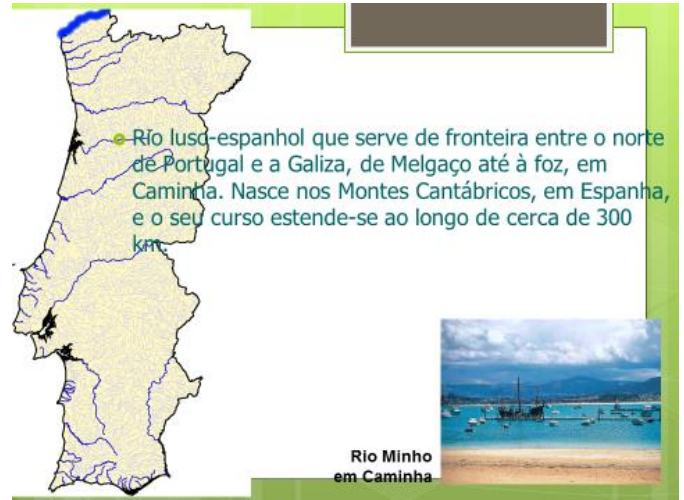 Rio luso-espanhol que serve de fronteira entre o norte
de Portugal e a Galiza, de Melgaço até à foz, em
Caminha. Nasce nos Montes Cantábricos, em Espanha,
e o seu curso estende-se ao longo de cerca de 300
km.
Rio Minho
em Caminha